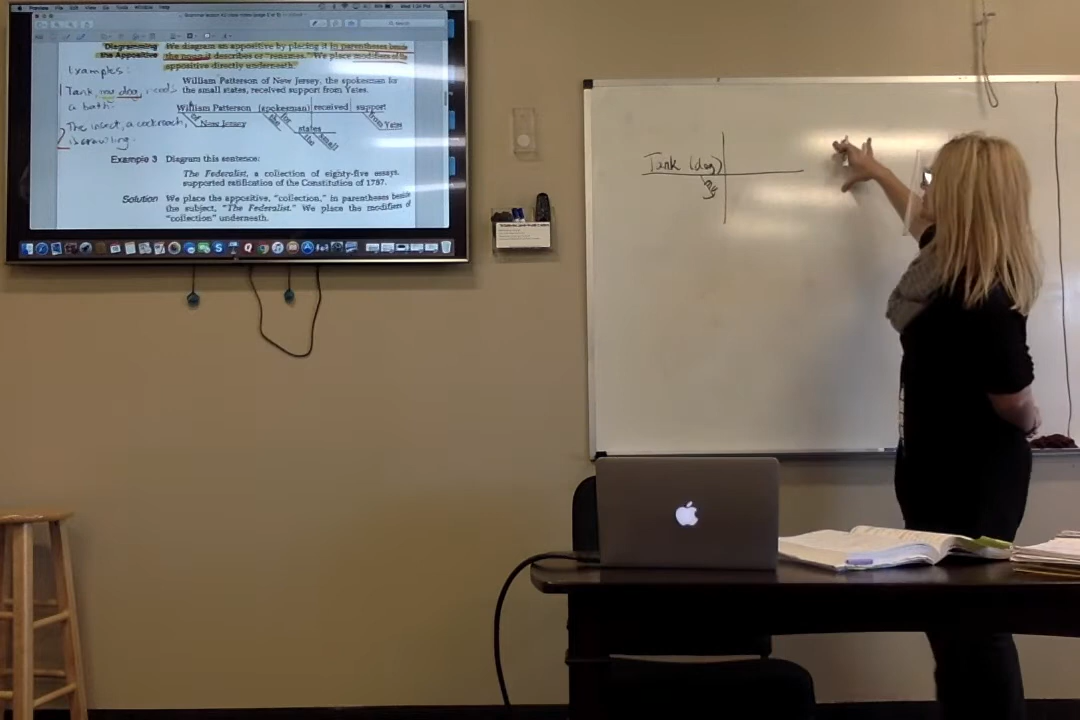 Diagramming
the Appositive
We diagram an appositive by placing it in parentheses beside
the noun it describes or "renames." We place modifiers of the
appositive directly underneath.
Examples:
Tank, my dog, needs
a bath.
The insect, a cockroach,
is crawling.
William Patterson of New Jersey, the spokesman for
the small states, received support from Yates.
William Patterson (spokesman) received support
of New Jersey
the
for
states
the
small
from Yates
Example 3 Diagram this sentence:
The Federalist, a collection of eighty-five essays,
supported ratification of the Constitution of 1787.
Solution We place the appositive, "collection," in parentheses beside
the subject, "The Federalist." We place the modifiers of
"collection" underneath.
Tank (dog)
my